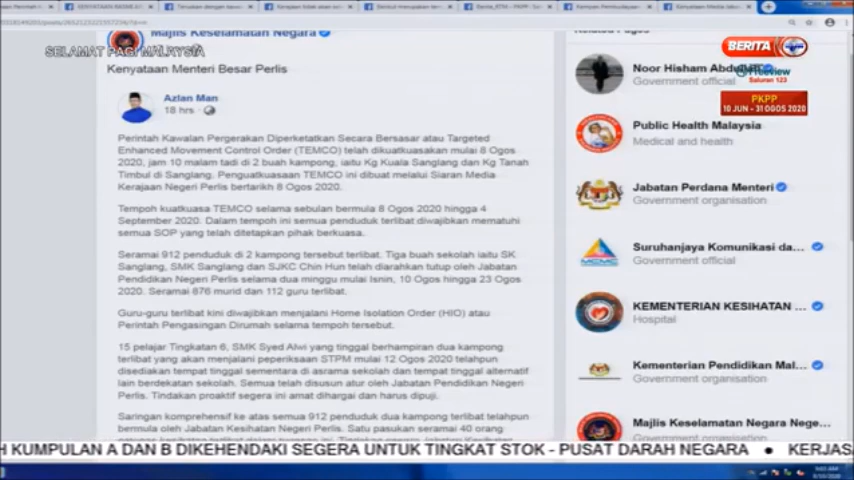 Majlis Keselamatan Negara
SELAMAT PAGI MALAYSIA
Kenyataan Menteri Besar Perlis
Azlan Man
18 hrs
Perintah Kawalan Pergerakan Diperketatkan Secara Bersasar atau Targeted
Enhanced Movement Control Order (TEMCO) telah dikuatkuasakan mulai 8 Ogos
2020, jam 10 malam tadi di 2 buah kampong, iaitu Kg Kuala Sanglang dan Kg Tanah
Timbul di Sanglang. Penguatkuasaan TEMCO ini dibuat melalui Siaran Media
Kerajaan Negeri Perlis bertarikh 8 Ogos 2020.
Tempoh kuatkuasa TEMCO selama sebulan bermula 8 Ogos 2020 hingga 4
September 2020. Dalam tempoh ini semua penduduk terlibat diwajibkan mematuhi
semua SOP yang telah ditetapkan pihak berkuasa.
Seramai 912 penduduk di 2 kampong tersebut terlibat. Tiga buah sekolah iaitu SK
Sanglang, SMK Sanglang dan SJKC Chin Hun telah diarahkan tutup oleh Jabatan
Pendidikan Negeri Perlis selama dua minggu mulai Isnin, 10 Ogos hingga 23 Ogos
2020. Seramai 876 murid dan 112 guru terlibat.
Guru-guru terlibat kini diwajibkan menjalani Home Isolation Order (HIO) atau
Perintah Pengasingan Dirumah selama tempoh tersebut.
15 pelajar Tingkatan 6, SMK Syed Alwi yang tinggal berhampiran dua kampong
terlibat yang akan menjalani peperiksaan STPM mulai 12 Ogos 2020 telahpun
disediakan tempat tinggal sementara di asrama sekolah dan tempat tinggal alternatif
lain berdekatan sekolah. Semua telah disusun atur oleh Jabatan Pendidikan Negeri
Perlis. Tindakan proaktif segera ini amat dihargai dan harus dipuji.
Saringan komprehensif ke atas semua 912 penduduk dua kampong terlibat telahpun
bermula oleh Jabatan Kesihatan Negeri Perlis. Satu pasukan seramai 40 orang
Related Pages
BERITA
Noor Hisham Abdullah
Government official
Saluran 123
PKPP
10 JUN - 31 OGOS 2020
Public Health Malaysia
Medical and health
Jabatan Perdana Menteri
Government organisation
Suruhanjaya Komunikasi da...
Government official
MCMC
KEMENTERIAN KESIHATAN ...
Hospital
Kementerian Pendidikan Mal...
Government organisation
Majlis Keselamatan Negara Nege...
Government organisation
H KUMPULAN A DAN B DIKEHENDAKI SEGERA UNTUK TINGKAT STOK - PUSAT DARAH NEGARA ● KERJASA